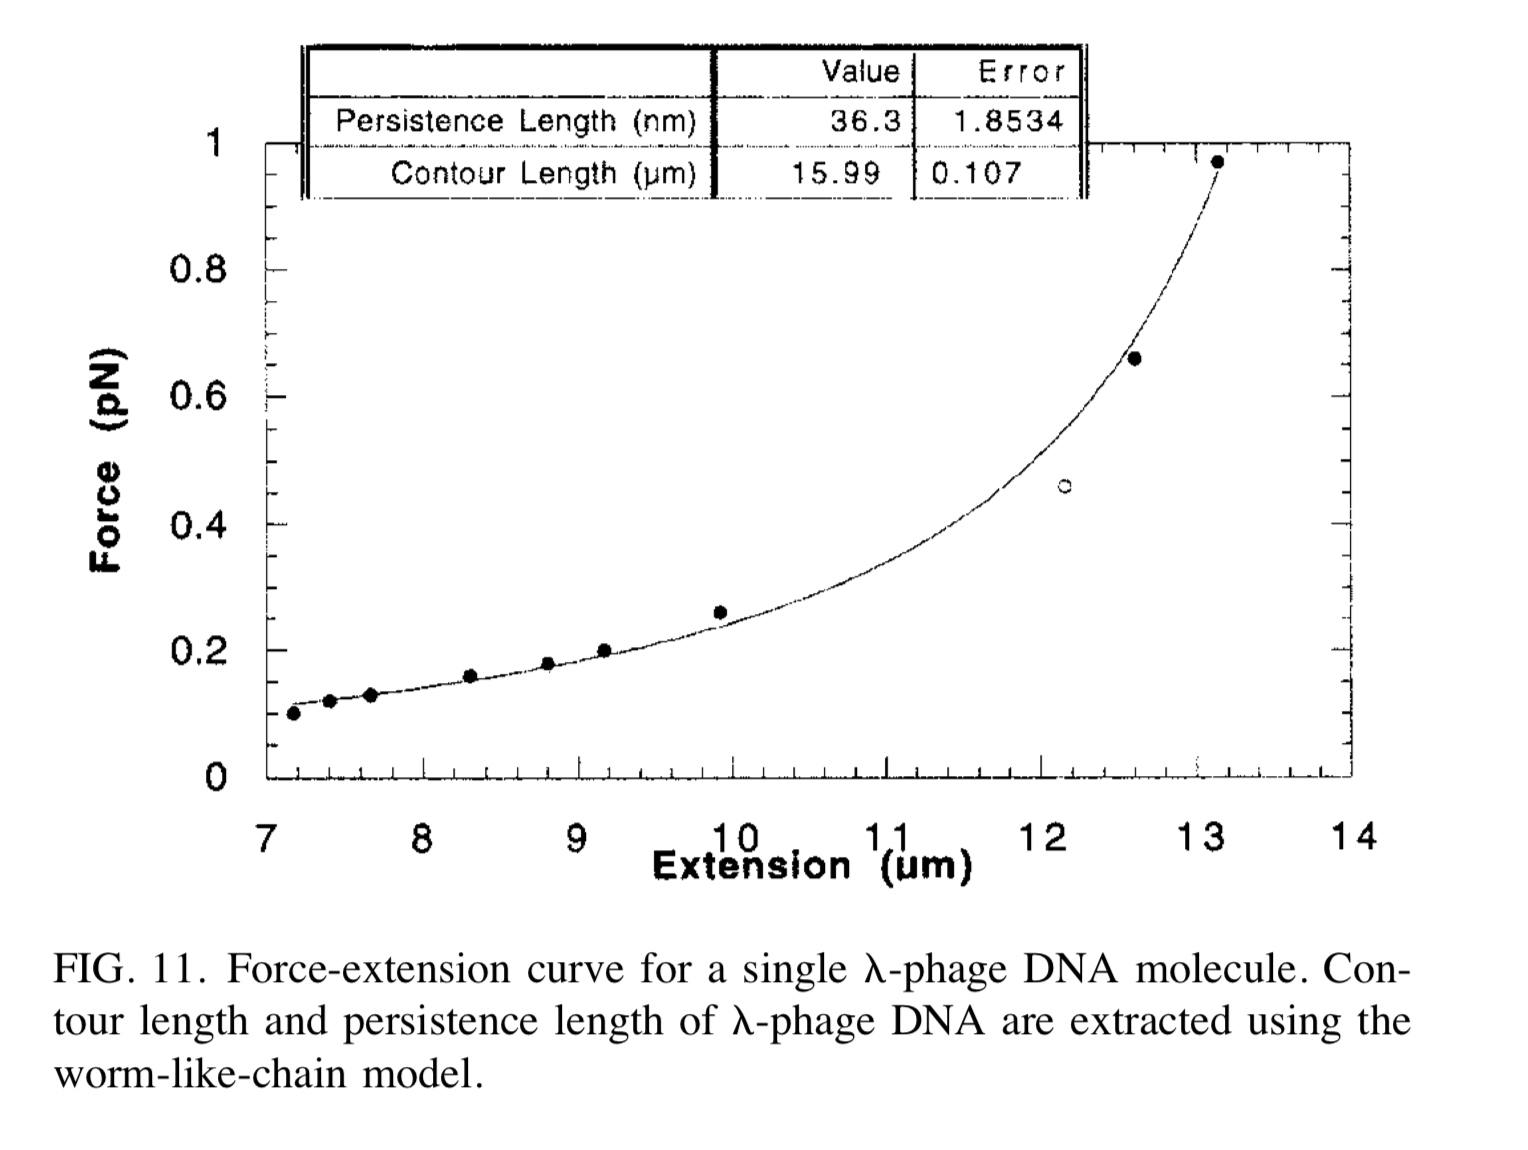 Value Error
Persistence Length (nm) 36.3 1.8534
Contour Length (µm) 15.99 0.107
1
0.8
0.6
0.4
0.2
0
Force (pN)
7 8 9 10 11 12 13 14
Extension (µm)
FIG. 11. Force-extension curve for a single λ-phage DNA molecule. Con-
tour length and persistence length of λ-phage DNA are extracted using the
worm-like-chain model.